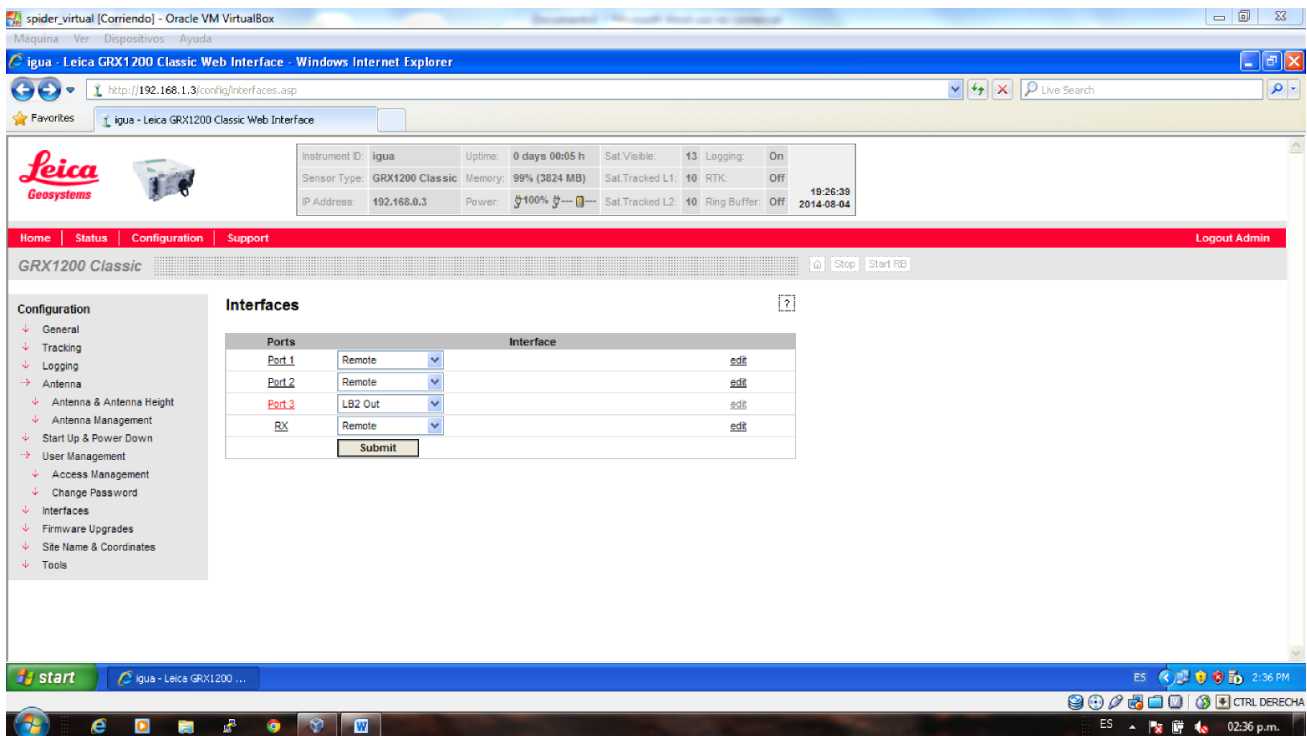 spider_virtual [Corriendo] - Oracle VM VirtualBox
Máquina Ver Dispositivos Ayuda
igua - Leica GRX1200 Classic Web Interface - Windows Internet Explorer
http://192.168.1.3/config/interfaces.asp
Live Search
Favorites
igua - Leica GRX1200 Classic Web Interface
Leica
Geosystems
Instrument ID: igua Uptime: 0 days 00:05 h Sat.Visible: 13 Logging: On
Sensor Type: GRX1200 Classic Memory: 99% (3824 MB) Sat.Tracked L1: 10 RTK: Off
IP Address: 192.168.0.3 Power: 100% --- --- Sat.Tracked L2: 10 Ring Buffer: Off
19:26:39
2014-08-04
Home Status Configuration Support Logout Admin
GRX1200 Classic Stop Start RB
Configuration
General
Tracking
Logging
Antenna
Antenna & Antenna Height
Antenna Management
Start Up & Power Down
User Management
Access Management
Change Password
Interfaces
Firmware Upgrades
Site Name & Coordinates
Tools
Interfaces ?
Ports Interface
Port 1 Remote edit
Port 2 Remote edit
Port 3 LB2 Out edit
RX Remote edit
Submit
start igua - Leica GRX1200 ... ES 2:36 PM
CTRL DERECHA
ES 02:36 p.m.